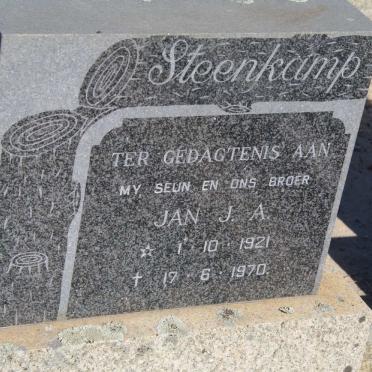 Steenkamp
TER GEDAGTENIS AAN
MY SEUN EN ONS BROER
JAN J. A.
☆ 1·10·1921
† 17·6·1970.